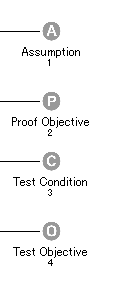 A
Assumption
1
P
Proof Objective
2
C
Test Condition
3
O
Test Objective
4